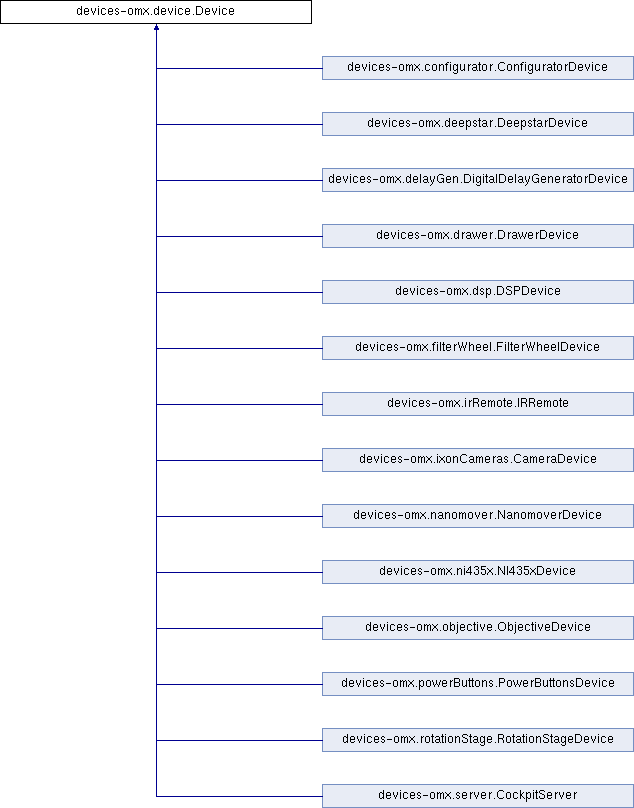 devices-omx.device.Device
devices-omx.configurator.ConfiguratorDevice
devices-omx.deepstar.DeepstarDevice
devices-omx.delayGen.DigitalDelayGeneratorDevice
devices-omx.drawer.DrawerDevice
devices-omx.dsp.DSPDevice
devices-omx.filterWheel.FilterWheelDevice
devices-omx.irRemote.IRRemote
devices-omx.ixonCameras.CameraDevice
devices-omx.nanomover.NanomoverDevice
devices-omx.ni435x.NI435xDevice
devices-omx.objective.ObjectiveDevice
devices-omx.powerButtons.PowerButtonsDevice
devices-omx.rotationStage.RotationStageDevice
devices-omx.server.CockpitServer